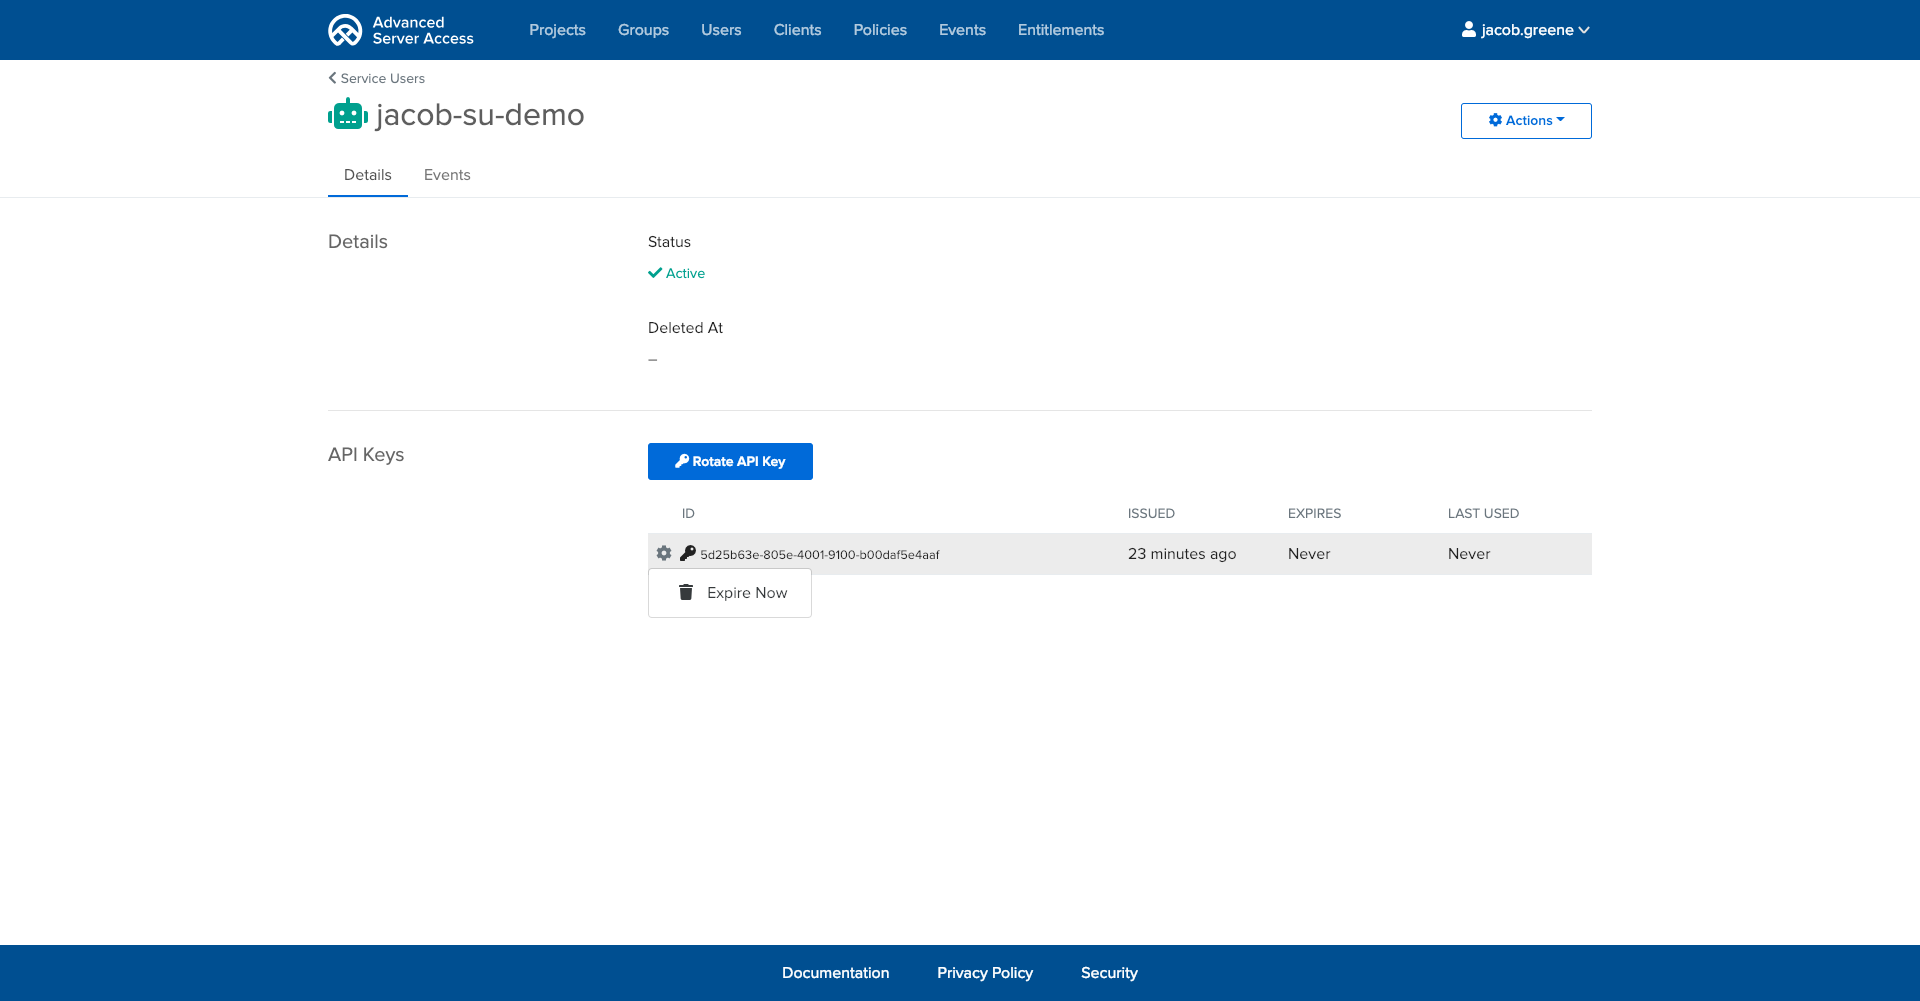 Advanced
Server Access
Projects Groups Users Clients Policies Events Entitlements
jacob.greene
Service Users
jacob-su-demo
Actions
Details Events
Details
Status
Active
Deleted At
–
API Keys
Rotate API Key
ID ISSUED EXPIRES LAST USED
5d25b63e-805e-4001-9100-b00daf5e4aaf 23 minutes ago Never Never
Expire Now
Documentation Privacy Policy Security